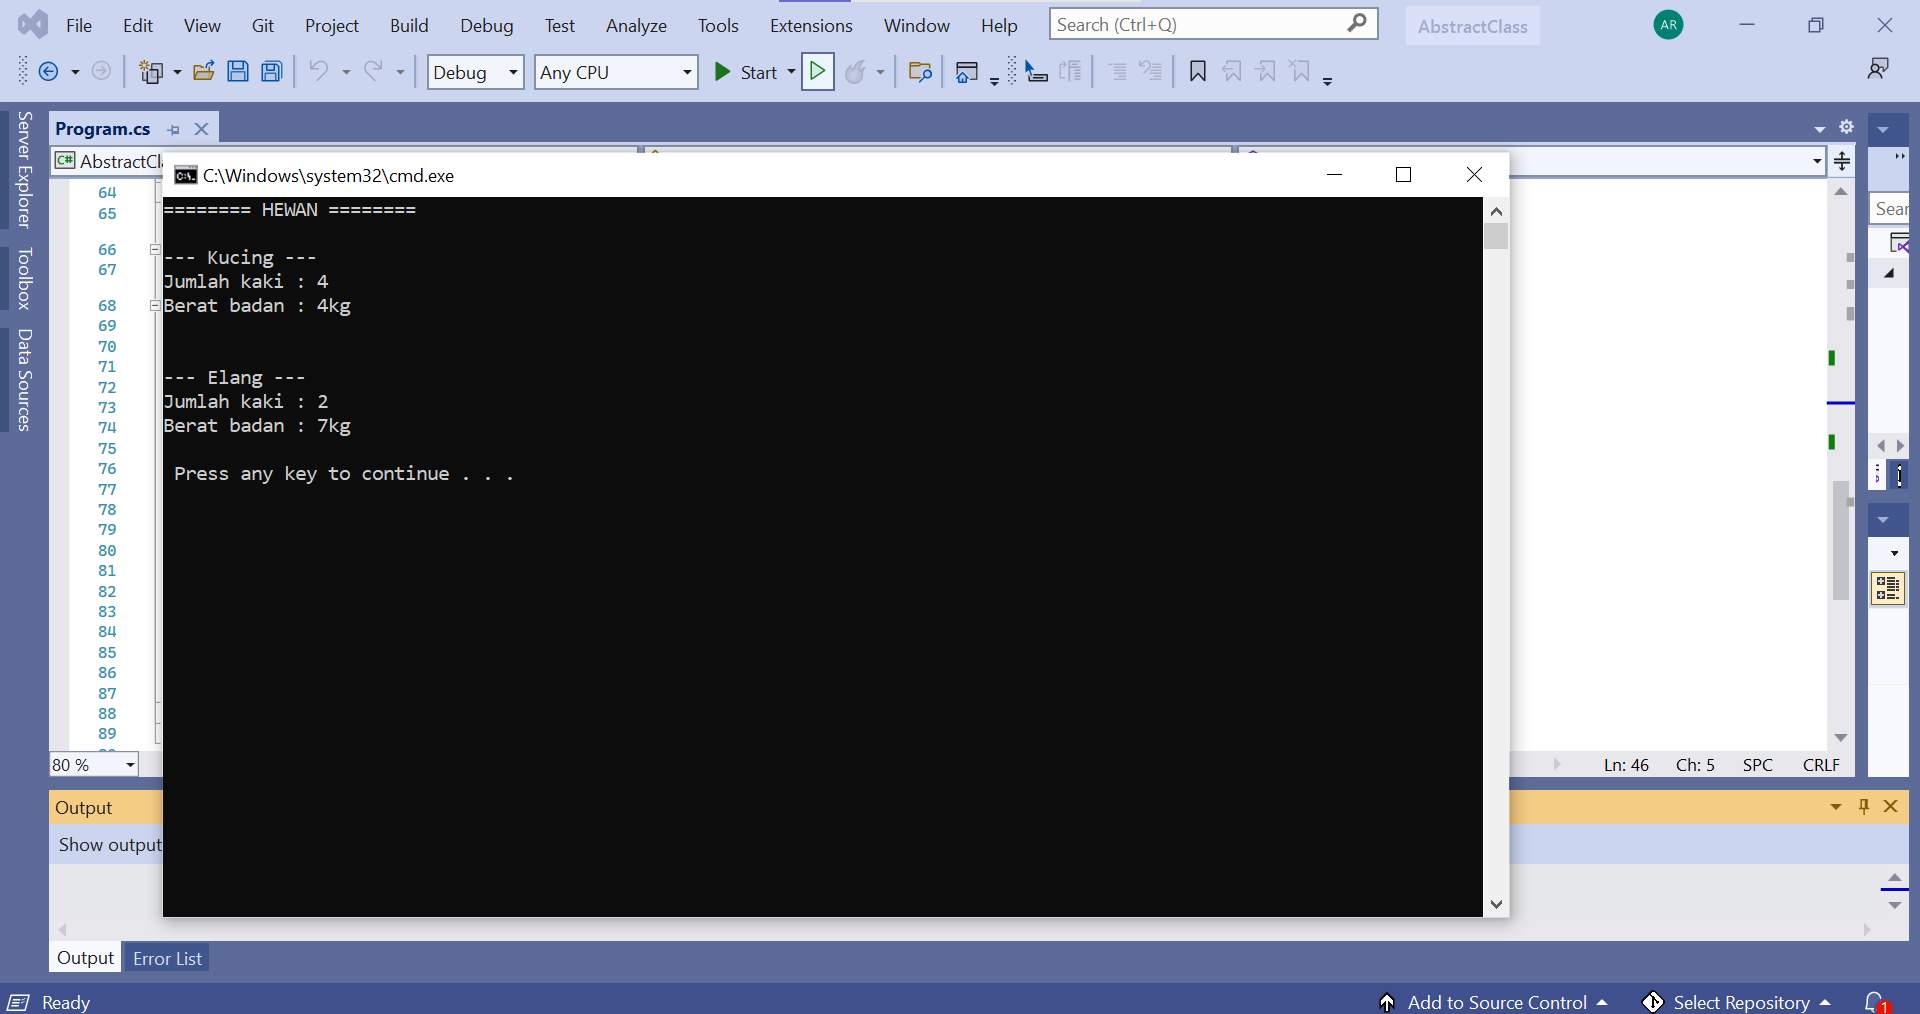 File Edit View Git Project Build Debug Test Analyze Tools Extensions Window Help Search (Ctrl+Q) AbstractClass AR
Debug Any CPU Start
Server Explorer
Toolbox
Data Sources
Program.cs
C# AbstractCl
C:\Windows\system32\cmd.exe
======== HEWAN ========
--- Kucing ---
Jumlah kaki : 4
Berat badan : 4kg
--- Elang ---
Jumlah kaki : 2
Berat badan : 7kg
Press any key to continue . . .
64
65
66
67
68
69
70
71
72
73
74
75
76
77
78
79
80
81
82
83
84
85
86
87
88
89
Sear
80 % Ln: 46 Ch: 5 SPC CRLF
Output
Show output
Output Error List
Ready Add to Source Control Select Repository 1